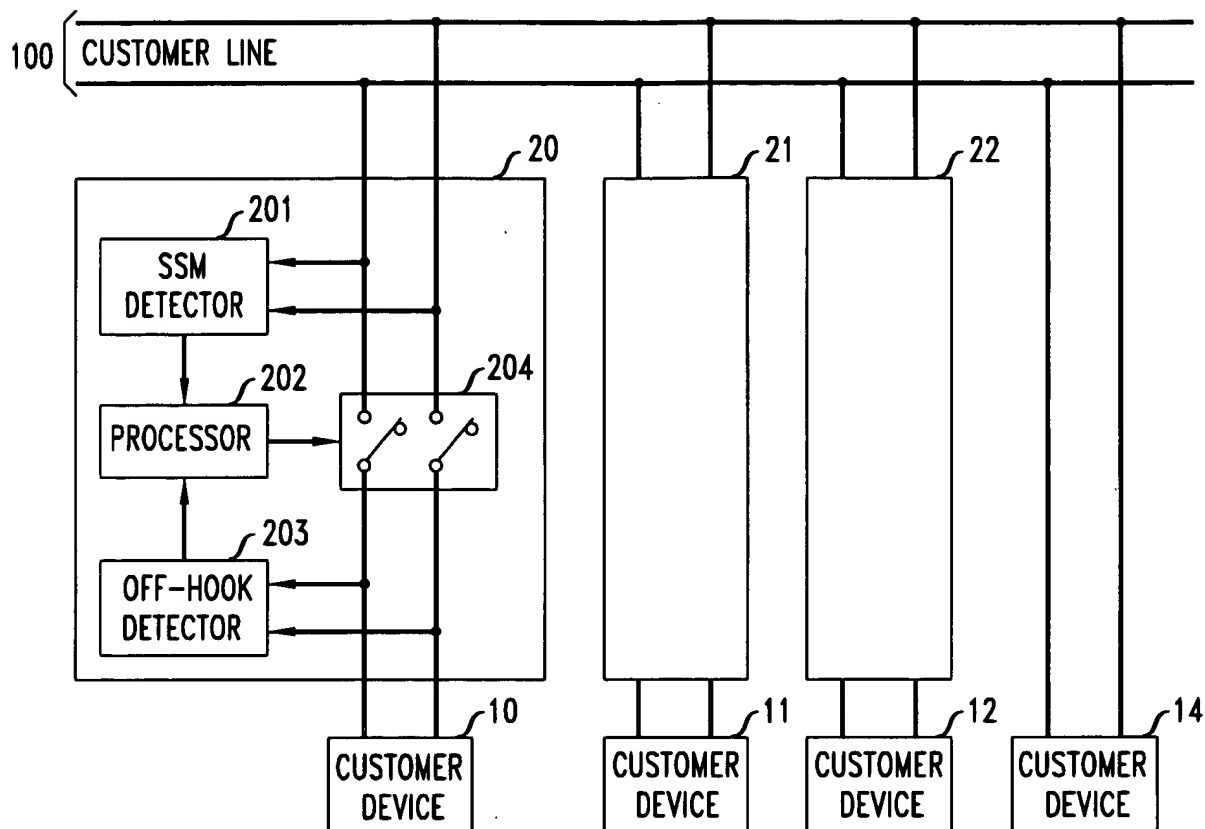 100 CUSTOMER LINE
20
21
22
201
SSM
DETECTOR
202
204
PROCESSOR
203
OFF-HOOK
DETECTOR
10
11
12
14
CUSTOMER
DEVICE
CUSTOMER
DEVICE
CUSTOMER
DEVICE
CUSTOMER
DEVICE